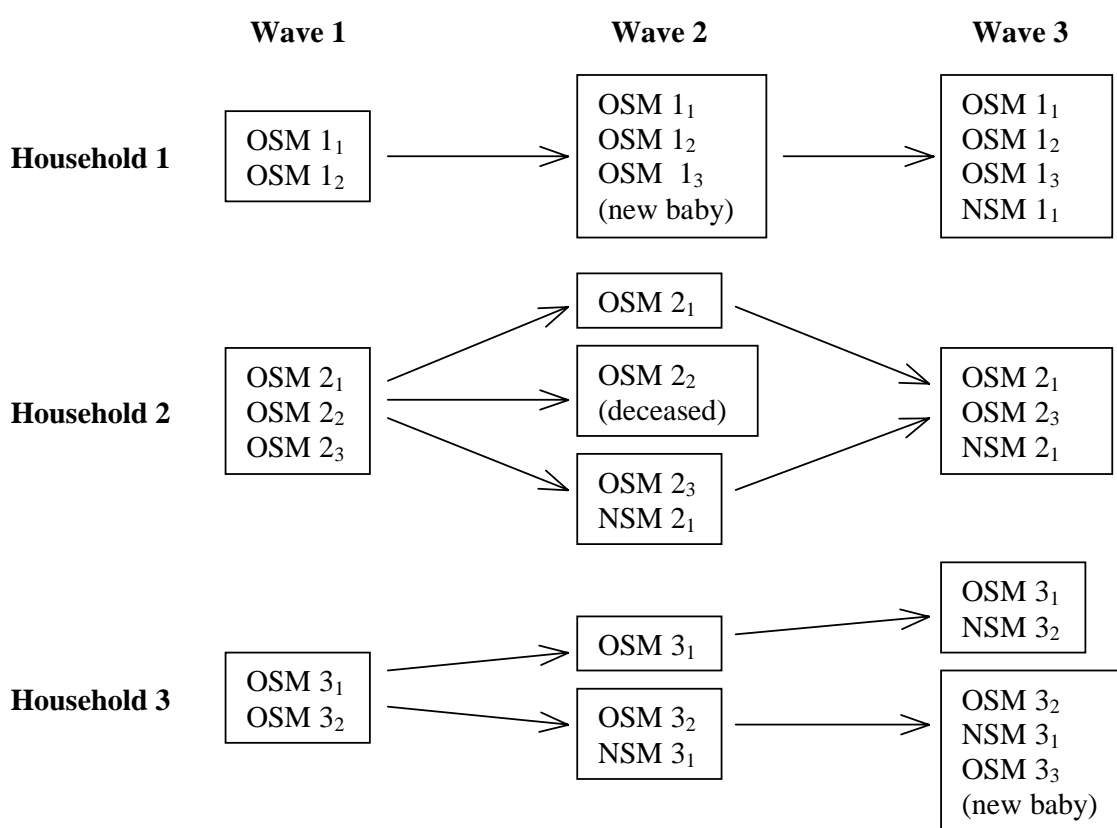 Wave 1
Wave 2
Wave 3
Household 1
OSM 1₁
OSM 1₂
OSM 1₁
OSM 1₂
OSM 1₃
(new baby)
OSM 1₁
OSM 1₂
OSM 1₃
NSM 1₁
Household 2
OSM 2₁
OSM 2₂
OSM 2₃
OSM 2₁
OSM 2₂
(deceased)
OSM 2₃
NSM 2₁
OSM 2₁
OSM 2₃
NSM 2₁
Household 3
OSM 3₁
OSM 3₂
OSM 3₁
OSM 3₂
NSM 3₁
OSM 3₁
NSM 3₂
OSM 3₂
NSM 3₁
OSM 3₃
(new baby)